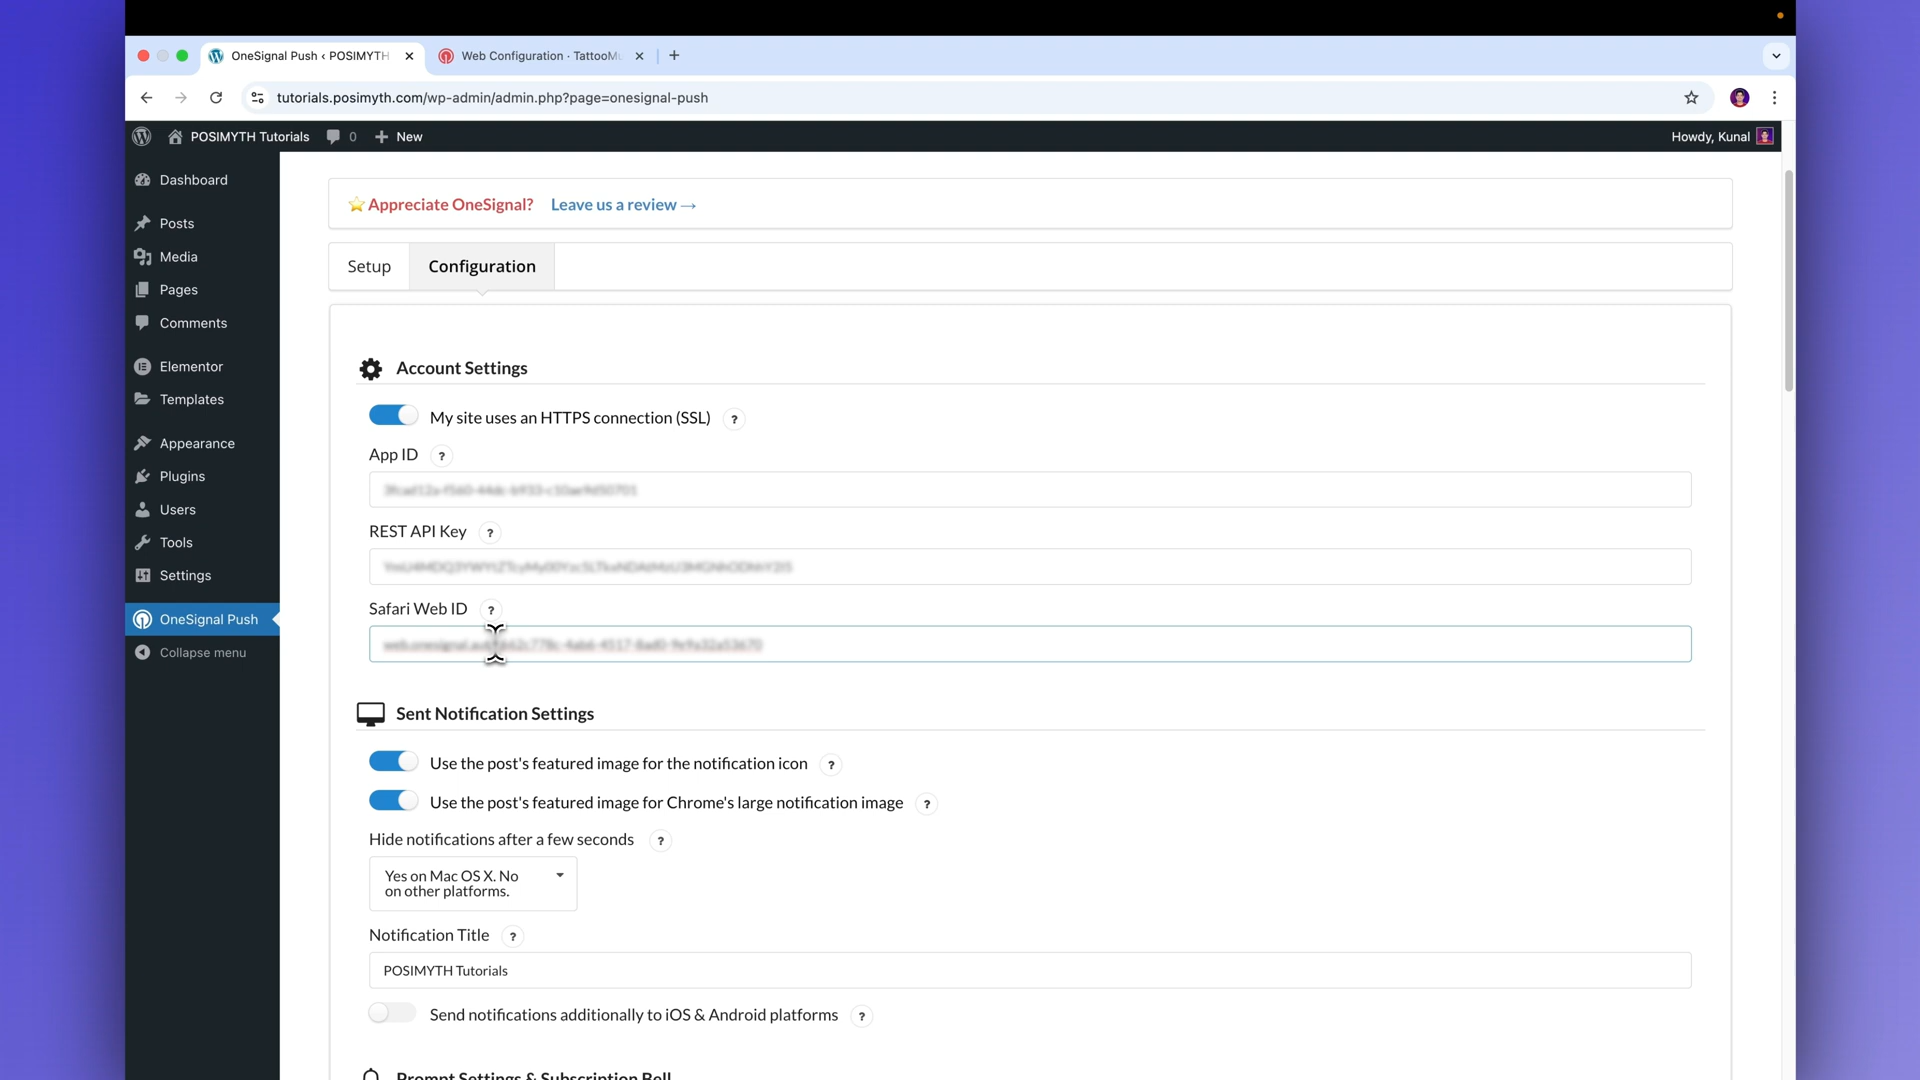 OneSignal Push ‹ POSIMYTH
Web Configuration · TattooMu
tutorials.posimyth.com/wp-admin/admin.php?page=onesignal-push
POSIMYTH Tutorials
0
New
Howdy, Kunal
Dashboard
Posts
Media
Pages
Comments
Elementor
Templates
Appearance
Plugins
Users
Tools
Settings
OneSignal Push
Collapse menu
Appreciate OneSignal? Leave us a review →
Setup
Configuration
Account Settings
My site uses an HTTPS connection (SSL) ?
App ID ?
REST API Key ?
Safari Web ID ?
Sent Notification Settings
Use the post's featured image for the notification icon ?
Use the post's featured image for Chrome's large notification image ?
Hide notifications after a few seconds ?
Yes on Mac OS X. No
on other platforms.
Notification Title ?
POSIMYTH Tutorials
Send notifications additionally to iOS & Android platforms ?
Prompt Settings & Subscription Bell